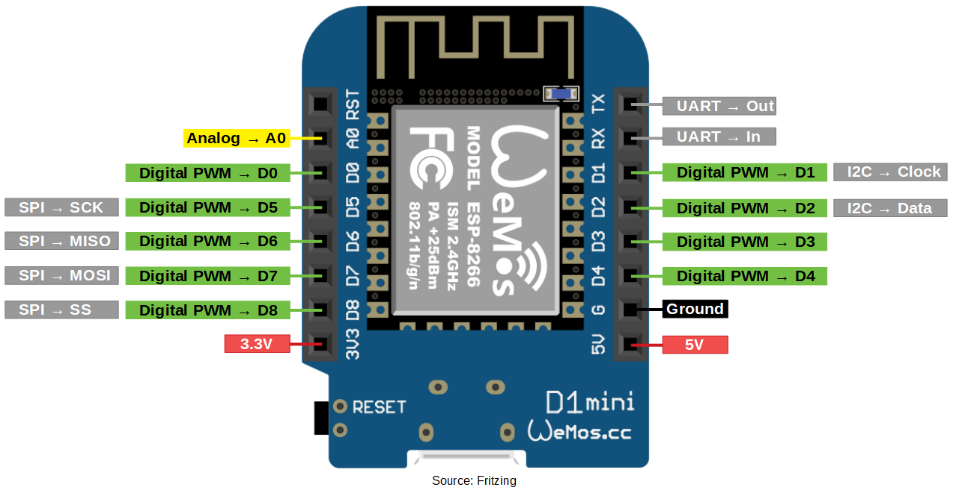 RST
TX
UART → Out
Analog → A0
A0
RX
UART → In
Digital PWM → D0
D0
D1
Digital PWM → D1
I2C → Clock
SPI → SCK
Digital PWM → D5
D5
D2
Digital PWM → D2
I2C → Data
SPI → MISO
Digital PWM → D6
D6
D3
Digital PWM → D3
SPI → MOSI
Digital PWM → D7
D7
D4
Digital PWM → D4
SPI → SS
Digital PWM → D8
D8
G
Ground
3.3V
3V3
5V
5V
WeMos
MODEL ESP-8266
ISM 2.4GHz
PA +25dBm
802.11b/g/n
FC
RESET
D1mini
WeMos.cc
Source: Fritzing